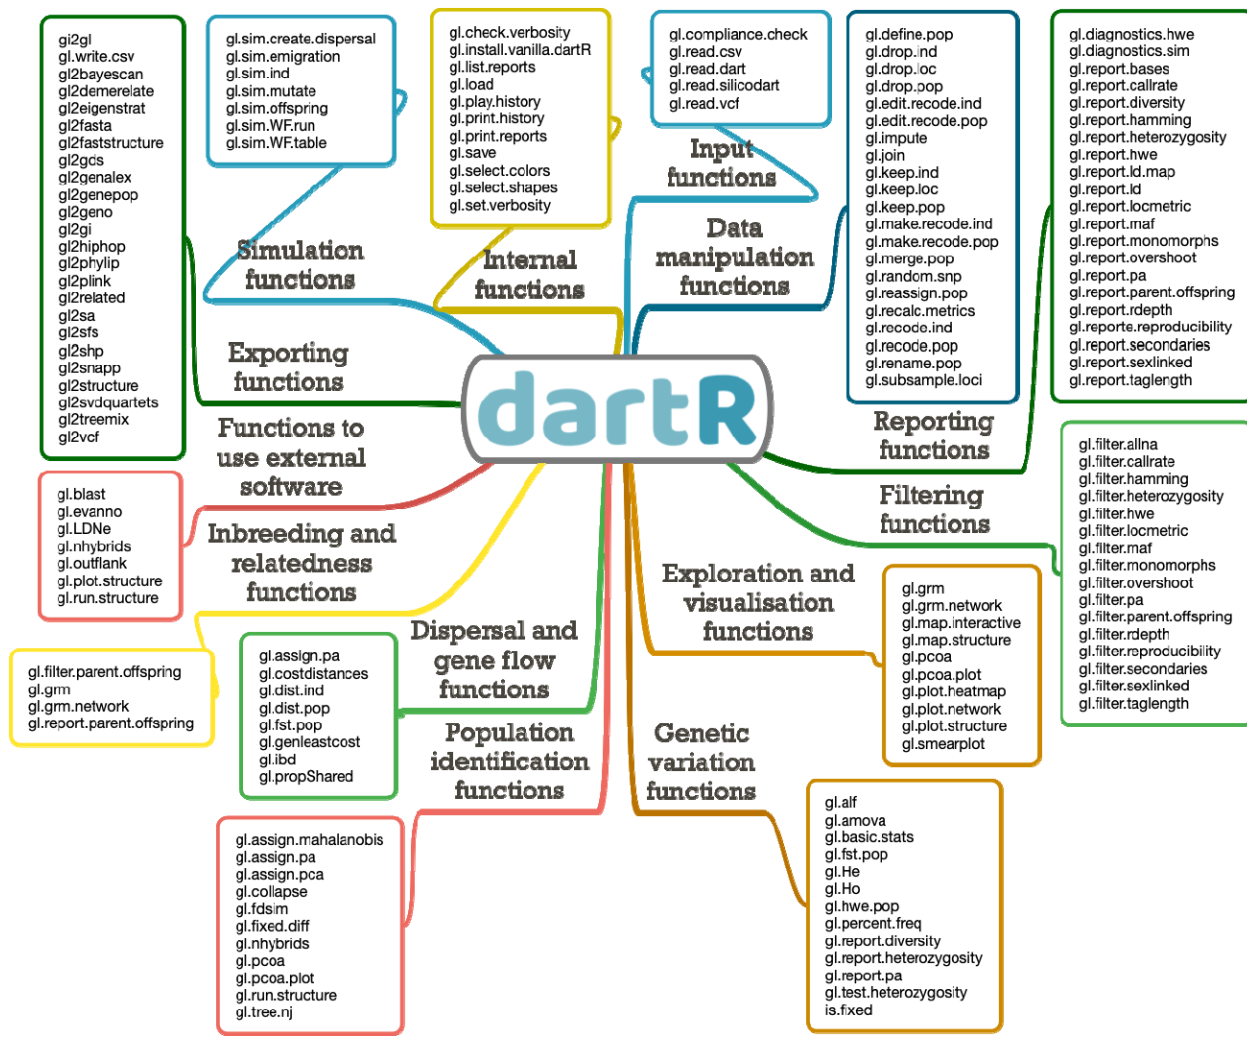 gi2gl
gl.write.csv
gl2bayescan
gl2demerelate
gl2eigenstrat
gl2fasta
gl2faststructure
gl2gds
gl2genalex
gl2genepop
gl2geno
gl2gi
gl2hiphop
gl2phylip
gl2plink
gl2related
gl2sa
gl2sfs
gl2shp
gl2snapp
gl2structure
gl2svdquartets
gl2treemix
gl2vcf
Exporting
functions
gl.sim.create.dispersal
gl.sim.emigration
gl.sim.ind
gl.sim.mutate
gl.sim.offspring
gl.sim.WF.run
gl.sim.WF.table
Simulation
functions
gl.check.verbosity
gl.install.vanilla.dartR
gl.list.reports
gl.load
gl.play.history
gl.print.history
gl.print.reports
gl.save
gl.select.colors
gl.select.shapes
gl.set.verbosity
Internal
functions
gl.compliance.check
gl.read.csv
gl.read.dart
gl.read.silicodart
gl.read.vcf
Input
functions
gl.define.pop
gl.drop.ind
gl.drop.loc
gl.drop.pop
gl.edit.recode.ind
gl.edit.recode.pop
gl.impute
gl.join
gl.keep.ind
gl.keep.loc
gl.keep.pop
gl.make.recode.ind
gl.make.recode.pop
gl.merge.pop
gl.random.snp
gl.reassign.pop
gl.recalc.metrics
gl.recode.ind
gl.recode.pop
gl.rename.pop
gl.subsample.loci
Data
manipulation
functions
gl.diagnostics.hwe
gl.diagnostics.sim
gl.report.bases
gl.report.callrate
gl.report.diversity
gl.report.hamming
gl.report.heterozygosity
gl.report.hwe
gl.report.ld.map
gl.report.ld
gl.report.locmetric
gl.report.maf
gl.report.monomorphs
gl.report.overshoot
gl.report.pa
gl.report.parent.offspring
gl.report.rdepth
gl.reporte.reproducibility
gl.report.secondaries
gl.report.sexlinked
gl.report.taglength
Reporting
functions
dartR
Functions to
use external
software
gl.blast
gl.evanno
gl.LDNe
gl.nhybrids
gl.outflank
gl.plot.structure
gl.run.structure
Inbreeding and
relatedness
functions
gl.filter.parent.offspring
gl.grm
gl.grm.network
gl.report.parent.offspring
Dispersal and
gene flow
functions
gl.assign.pa
gl.costdistances
gl.dist.ind
gl.dist.pop
gl.fst.pop
gl.genleastcost
gl.ibd
gl.propShared
Population
identification
functions
gl.assign.mahalanobis
gl.assign.pa
gl.assign.pca
gl.collapse
gl.fdsim
gl.fixed.diff
gl.nhybrids
gl.pcoa
gl.pcoa.plot
gl.run.structure
gl.tree.nj
Filtering
functions
gl.filter.allna
gl.filter.callrate
gl.filter.hamming
gl.filter.heterozygosity
gl.filter.hwe
gl.filter.locmetric
gl.filter.maf
gl.filter.monomorphs
gl.filter.overshoot
gl.filter.pa
gl.filter.parent.offspring
gl.filter.rdepth
gl.filter.reproducibility
gl.filter.secondaries
gl.filter.sexlinked
gl.filter.taglength
Exploration and
visualisation
functions
gl.grm
gl.grm.network
gl.map.interactive
gl.map.structure
gl.pcoa
gl.pcoa.plot
gl.plot.heatmap
gl.plot.network
gl.plot.structure
gl.smearplot
Genetic
variation
functions
gl.alf
gl.amova
gl.basic.stats
gl.fst.pop
gl.He
gl.Ho
gl.hwe.pop
gl.percent.freq
gl.report.diversity
gl.report.heterozygosity
gl.report.pa
gl.test.heterozygosity
is.fixed